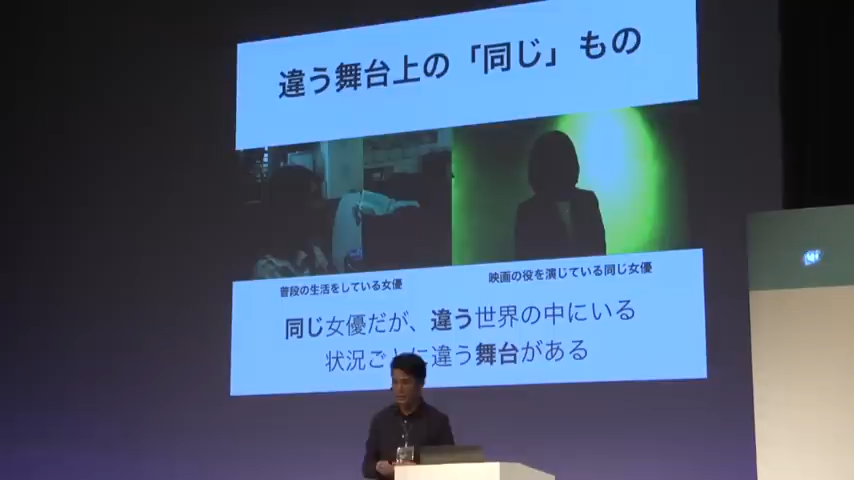 違う舞台上の「同じ」もの
普段の生活をしている女優
映画の役を演じている同じ女優
同じ女優だが、違う世界の中にいる
状況ごとに違う舞台がある